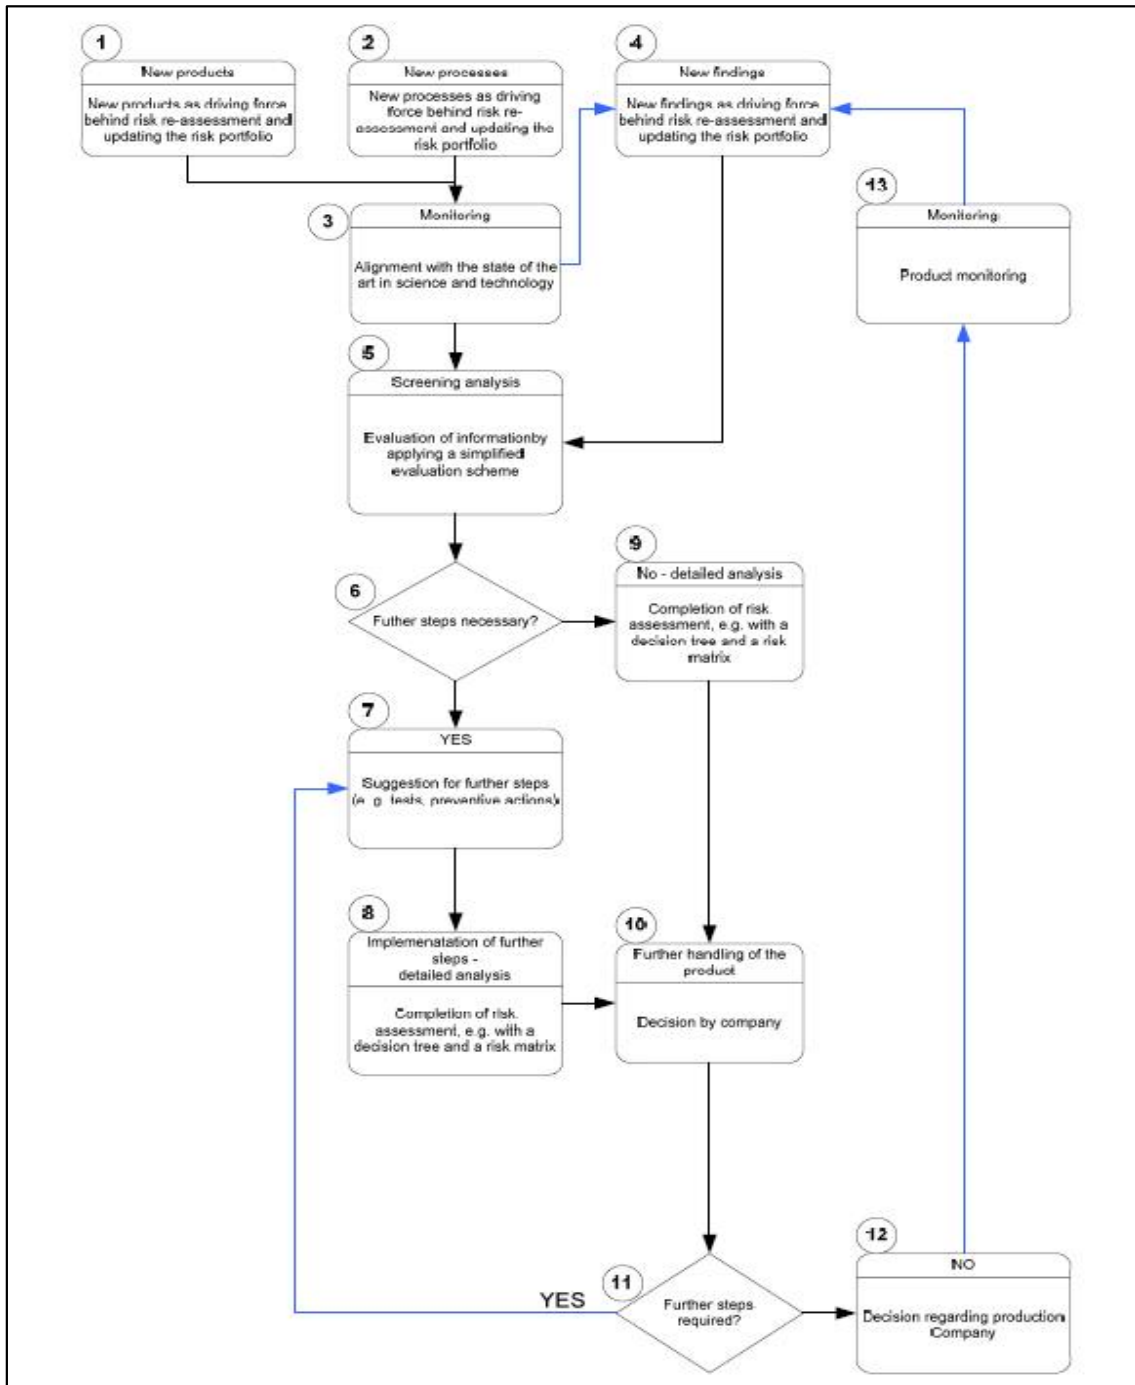 1
New products
New products as driving force
behind risk re-assessment and
updating the risk portfolio
2
New processes
New processes as driving
force behind risk re-
assessment and updating the
risk portfolio
4
New findings
New findings as driving force
behind risk re-assessment and
updating the risk portfolio
3
Monitoring
Alignment with the state of the
art in science and technology
13
Monitoring
Product monitoring
5
Screening analysis
Evaluation of informationby
applying a simplified
evaluation scheme
6
Futher steps necessary?
9
No - detailed analysis
Completion of risk
assessment, e.g. with a
decision tree and a risk
matrix
7
YES
Suggestion for further steps
(e. g. tests, preventive actions)
8
Implemenatation of further
steps -
detailed analysis
Completion of risk
assessment, e.g. with a
decision tree and a risk matrix
10
Further handling of the
product
Decision by company
11
YES
Further steps
required?
12
NO
Decision regarding production
Company